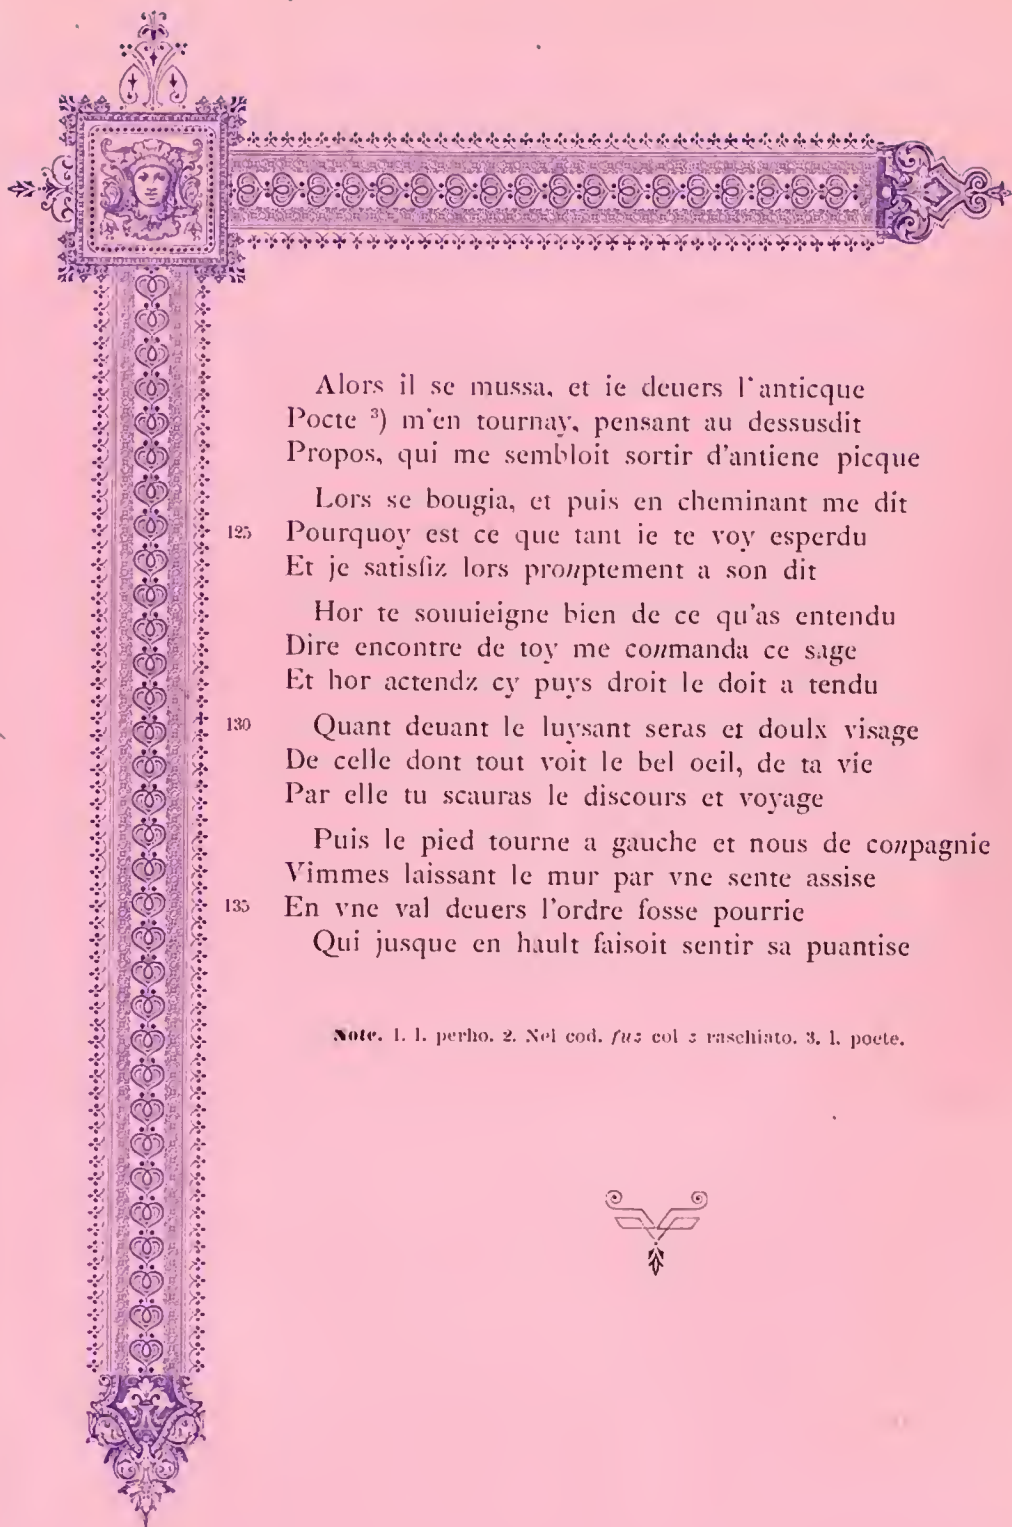 Alors il se mussa, et ie deuers l'anticque
Pocte ³) m'en tournay, pensant au dessusdit
Propos, qui me sembloit sortir d'antiene picque
Lors se bougia, et puis en cheminant me dit
125 Pourquoy est ce que tant ie te voy esperdu
Et je satisfiz lors pronptement a son dit
Hor te souuieigne bien de ce qu'as entendu
Dire encontre de toy me conmanda ce sage
Et hor actendz cy puys droit le doit a tendu
130 Quant deuant le luysant seras et doulx visage
De celle dont tout voit le bel oeil, de ta vie
Par elle tu scauras le discours et voyage
Puis le pied tourne a gauche et nous de conpagnie
Vimmes laissant le mur par vne sente assise
135 En vne val deuers l'ordre fosse pourrie
Qui jusque en hault faisoit sentir sa puantise
Note. 1. l. perho. 2. Nel cod. fuz col z raschiato. 3. l. poete.